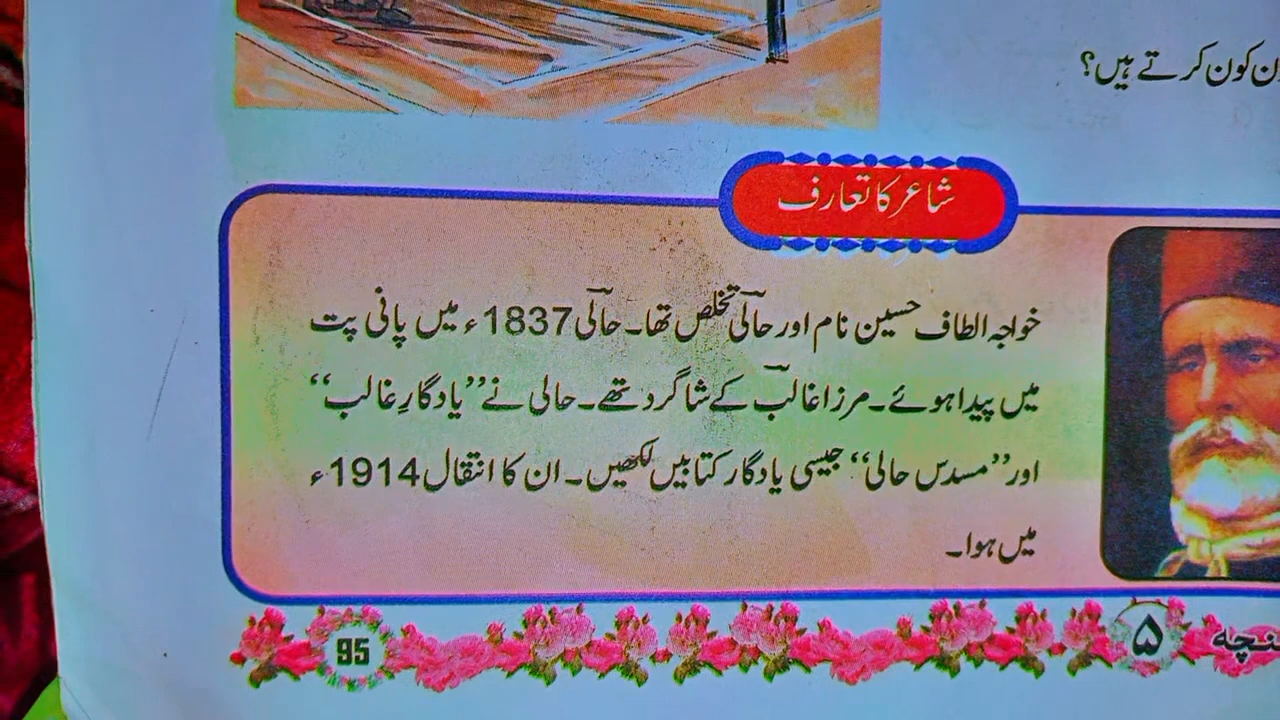 کون کرتے ہیں؟
شاعر کا تعارف
خواجہ الطاف حسین نام اور حالؔی تخلص تھا۔ حالؔی 1837ء میں پانی پت
میں پیدا ہوئے۔ مرزا غالبؔ کے شاگرد تھے۔ حالی نے ”یادگارِ غالب“
اور ”مسدس حالی“ جیسی یادگار کتابیں لکھیں۔ ان کا انتقال 1914ء
میں ہوا۔
۵
95